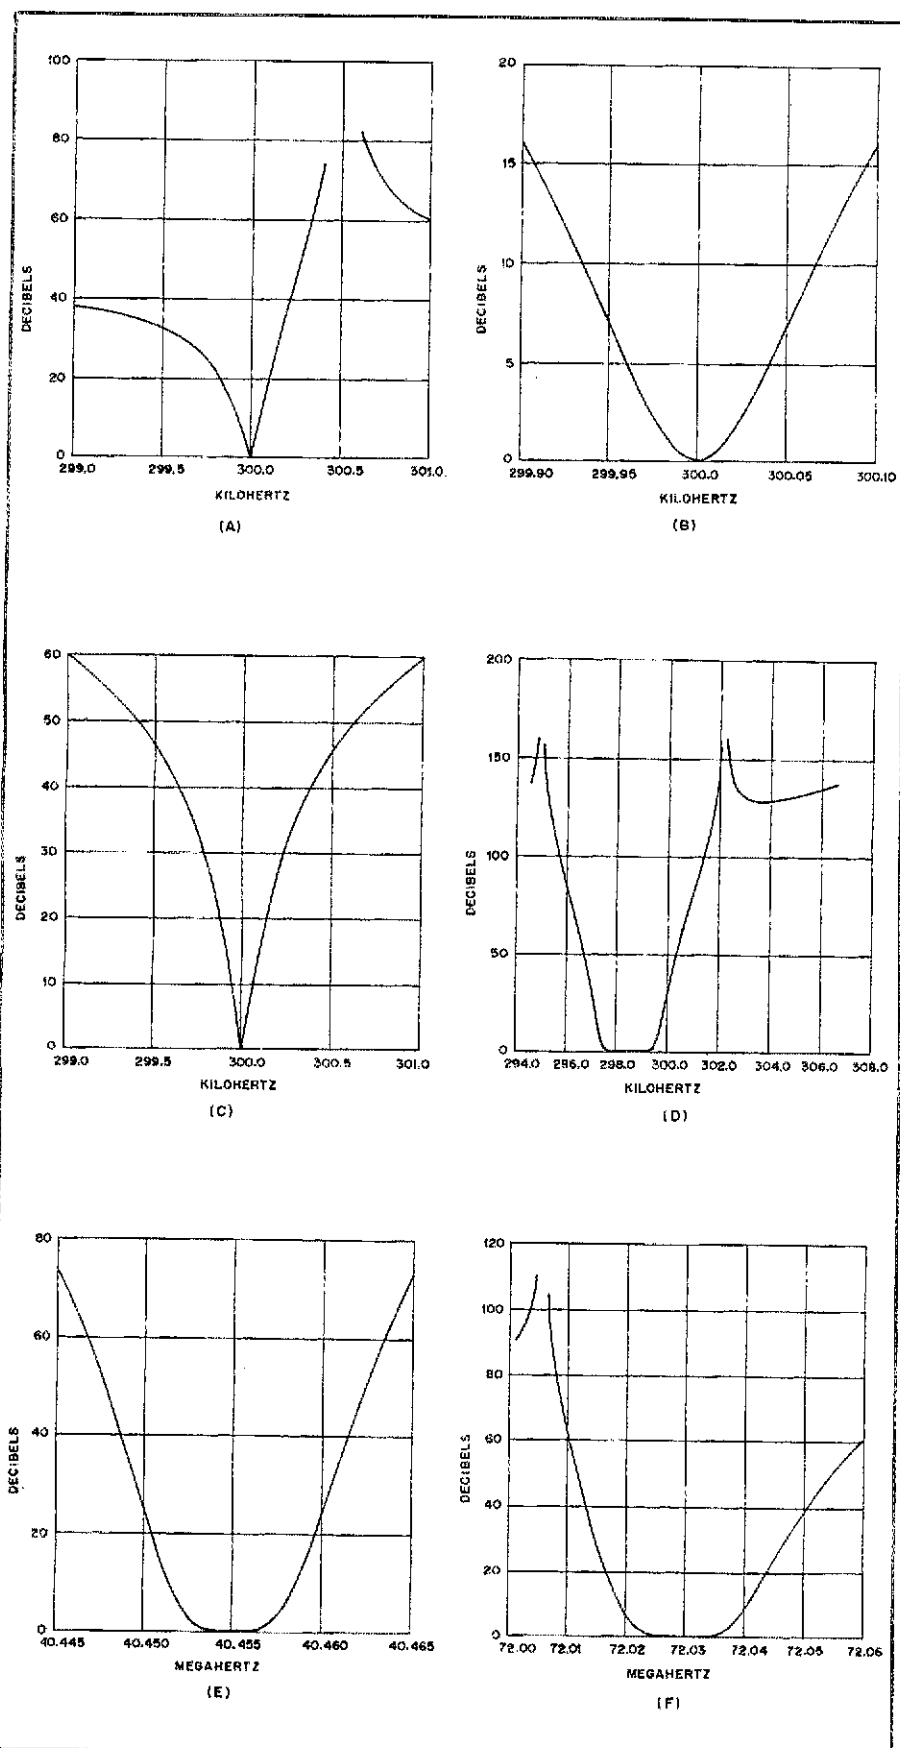 100
80
60
40
20
0
DECIBELS
299.0 299.5 300.0 300.5 301.0
KILOHERTZ
(A)
20
15
10
5
0
DECIBELS
299.90 299.95 300.0 300.05 300.10
KILOHERTZ
(B)
60
50
40
30
20
10
0
DECIBELS
299.0 299.5 300.0 300.5 301.0
KILOHERTZ
(C)
200
150
100
50
0
DECIBELS
294.0 296.0 298.0 300.0 302.0 304.0 306.0 308.0
KILOHERTZ
(D)
80
60
40
20
0
DECIBELS
40.445 40.450 40.455 40.460 40.465
MEGAHERTZ
(E)
120
100
80
60
40
20
0
DECIBELS
72.00 72.01 72.02 72.03 72.04 72.05 72.06
MEGAHERTZ
(F)